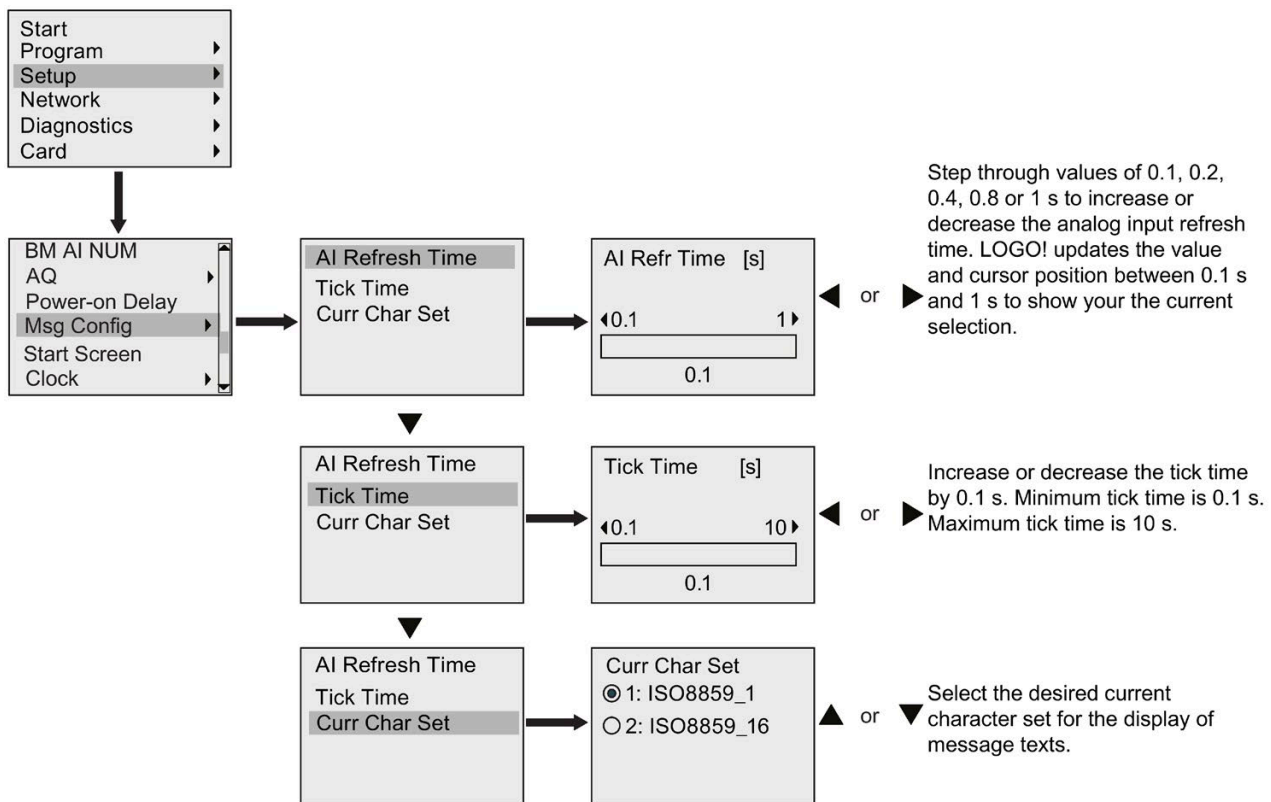 Start
Program
Setup
Network
Diagnostics
Card
BM AI NUM
AQ
Power-on Delay
Msg Config
Start Screen
Clock
AI Refresh Time
Tick Time
Curr Char Set
AI Refr Time [s]
0.1 1
0.1
or
Step through values of 0.1, 0.2,
0.4, 0.8 or 1 s to increase or
decrease the analog input refresh
time. LOGO! updates the value
and cursor position between 0.1 s
and 1 s to show your the current
selection.
AI Refresh Time
Tick Time
Curr Char Set
Tick Time [s]
0.1 10
0.1
or
Increase or decrease the tick time
by 0.1 s. Minimum tick time is 0.1 s.
Maximum tick time is 10 s.
AI Refresh Time
Tick Time
Curr Char Set
Curr Char Set
1: ISO8859_1
2: ISO8859_16
or
Select the desired current
character set for the display of
message texts.